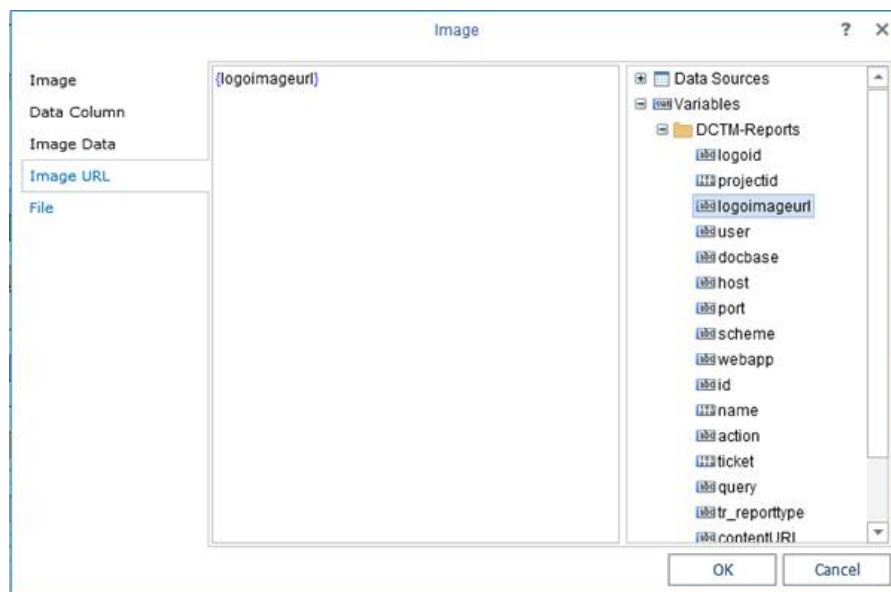 Image
? ×
Image
Data Column
Image Data
Image URL
File
{logoimageurl}
Data Sources
Variables
DCTM-Reports
logoid
projectid
logoimageurl
user
docbase
host
port
scheme
webapp
id
name
action
ticket
query
tr_reporttype
contentURL
OK
Cancel